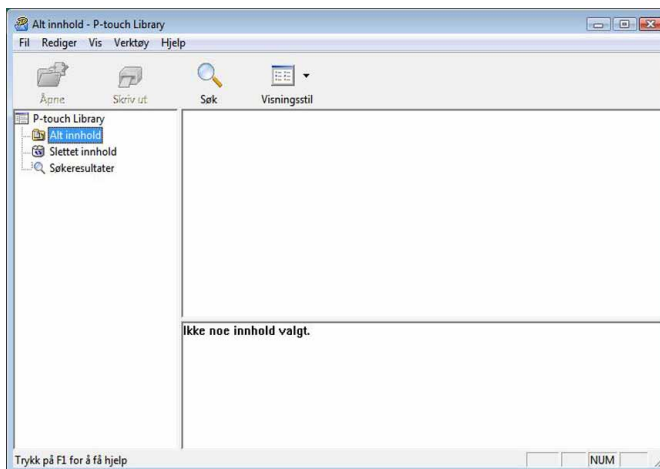 Alt innhold - P-touch Library
Fil Rediger Vis Verktøy Hjelp
Åpne Skriv ut Søk Visningsstil
P-touch Library
Alt innhold
Slettet innhold
Søkeresultater
Ikke noe innhold valgt.
Trykk på F1 for å få hjelp NUM